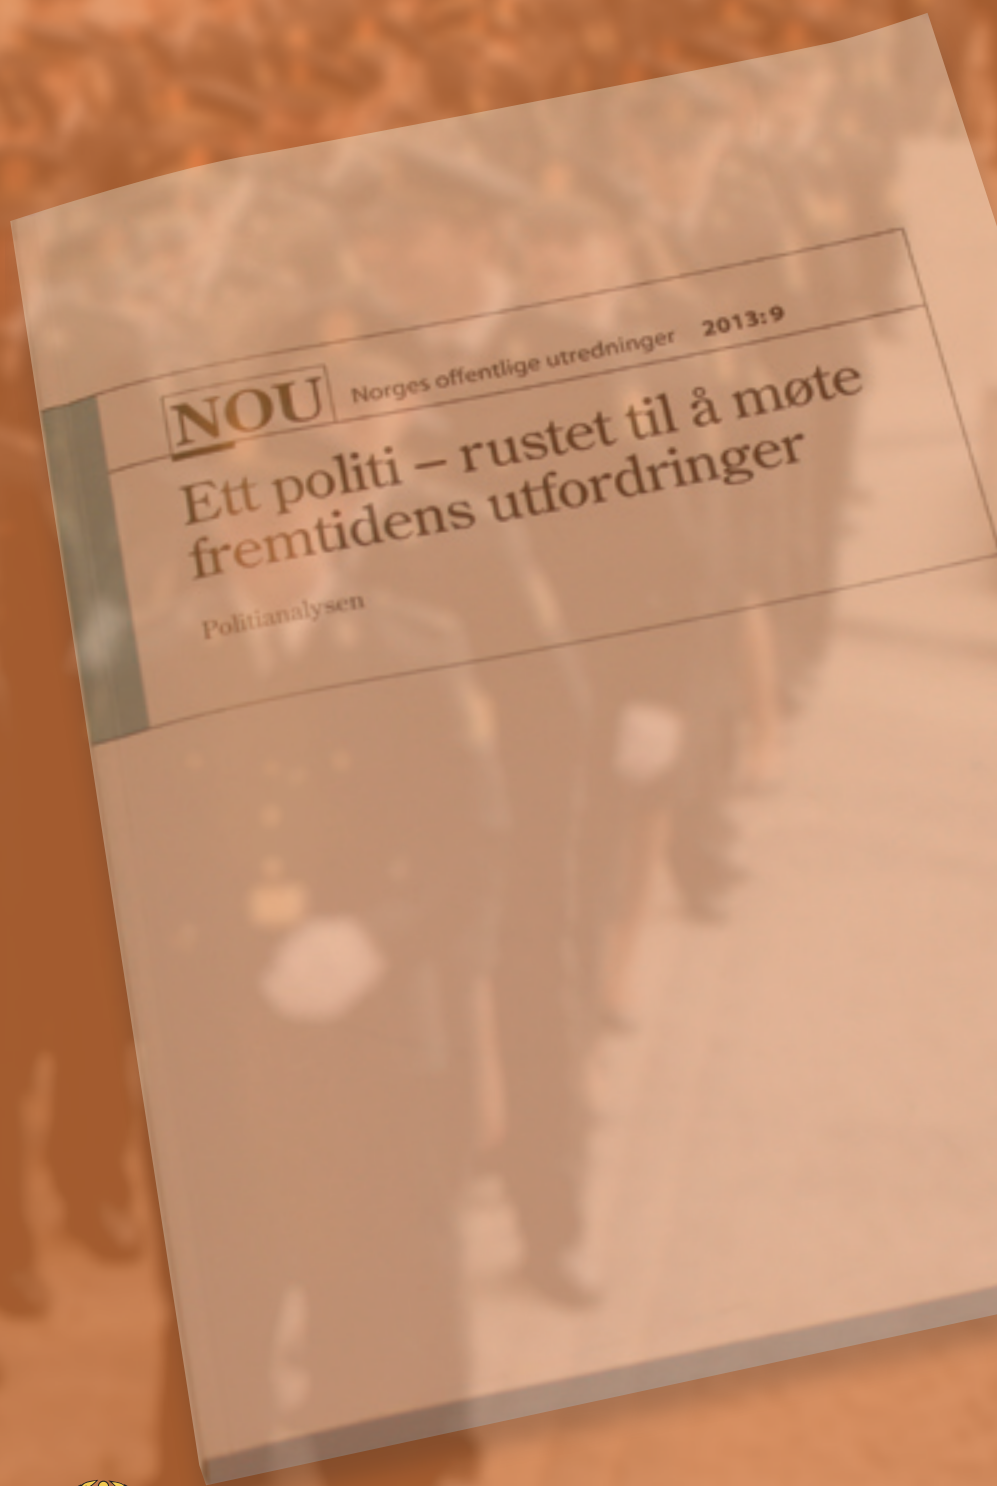 NOU Norges offentlige utredninger 2013: 9
Ett politi – rustet til å møte
fremtidens utfordringer
Politianalysen